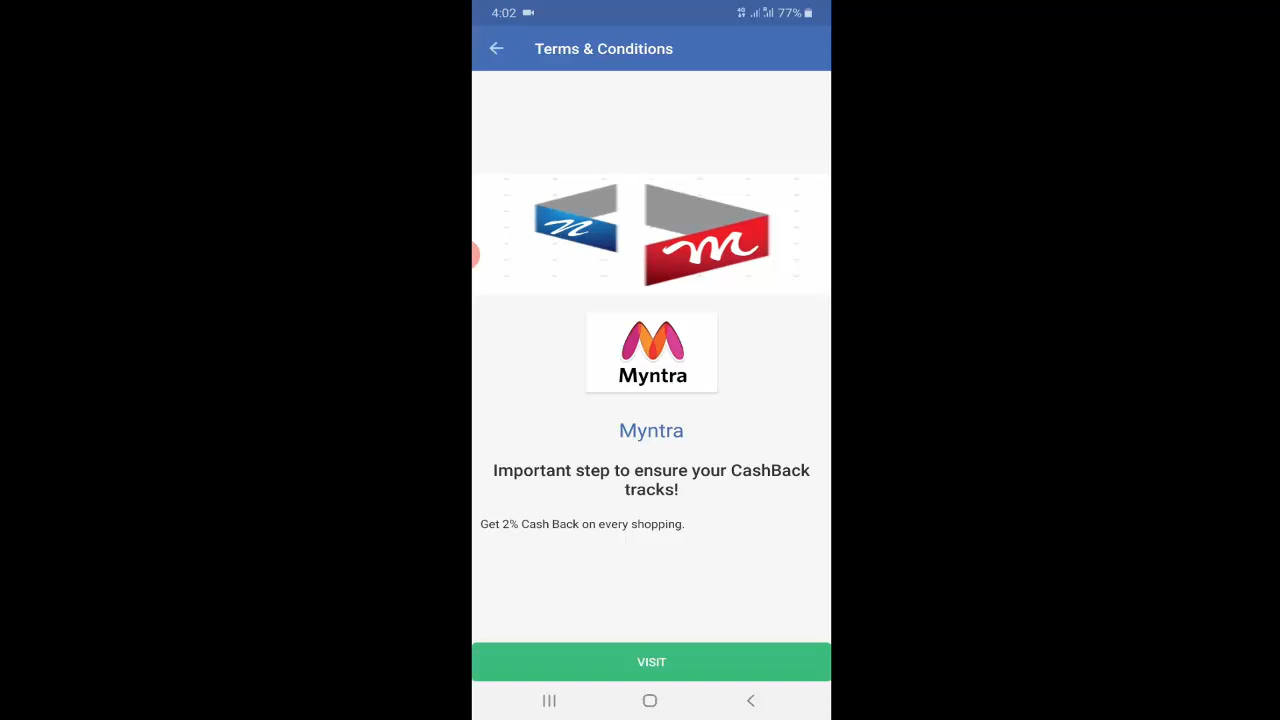 4:02 4G R 77%
Terms & Conditions
n m
Myntra
Myntra
Important step to ensure your CashBack
tracks!
Get 2% Cash Back on every shopping.
VISIT